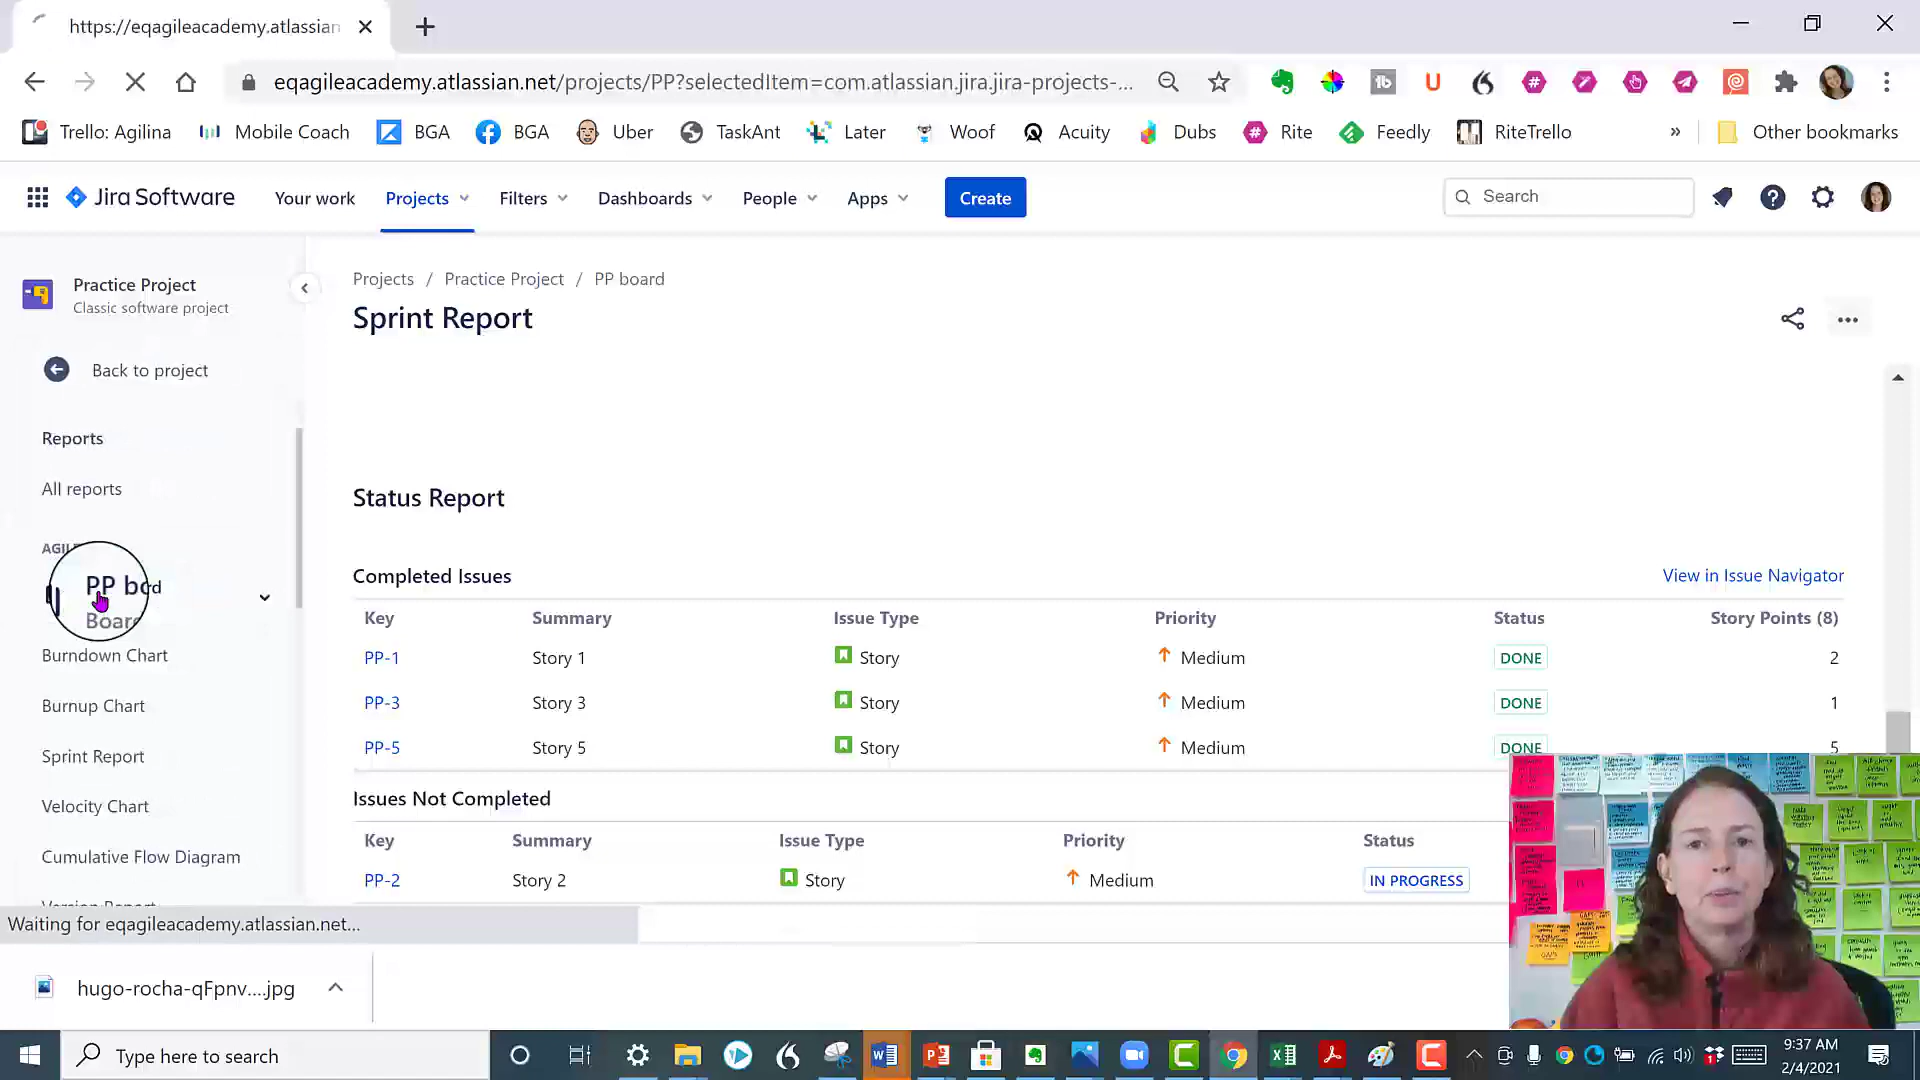 https://eqagileacademy.atlassian
eqagileacademy.atlassian.net/projects/PP?selectedItem=com.atlassian.jira.jira-projects-...
Trello: Agilina
Mobile Coach
BGA
BGA
Uber
TaskAnt
Later
Woof
Acuity
Dubs
Rite
Feedly
RiteTrello
»
Other bookmarks
Jira Software
Your work
Projects
Filters
Dashboards
People
Apps
Create
Search
Practice Project
Classic software project
Back to project
Reports
All reports
Burndown Chart
Burnup Chart
Sprint Report
Velocity Chart
Cumulative Flow Diagram
Version Report
Projects / Practice Project / PP board
Sprint Report
Status Report
Completed Issues
View in Issue Navigator
Key Summary Issue Type Priority Status Story Points (8)
PP-1 Story 1 Story Medium DONE 2
PP-3 Story 3 Story Medium DONE 1
PP-5 Story 5 Story Medium DONE 5
Issues Not Completed
Key Summary Issue Type Priority Status
PP-2 Story 2 Story Medium IN PROGRESS
Waiting for eqagileacademy.atlassian.net...
hugo-rocha-qFpnv....jpg
Type here to search
9:37 AM
2/4/2021